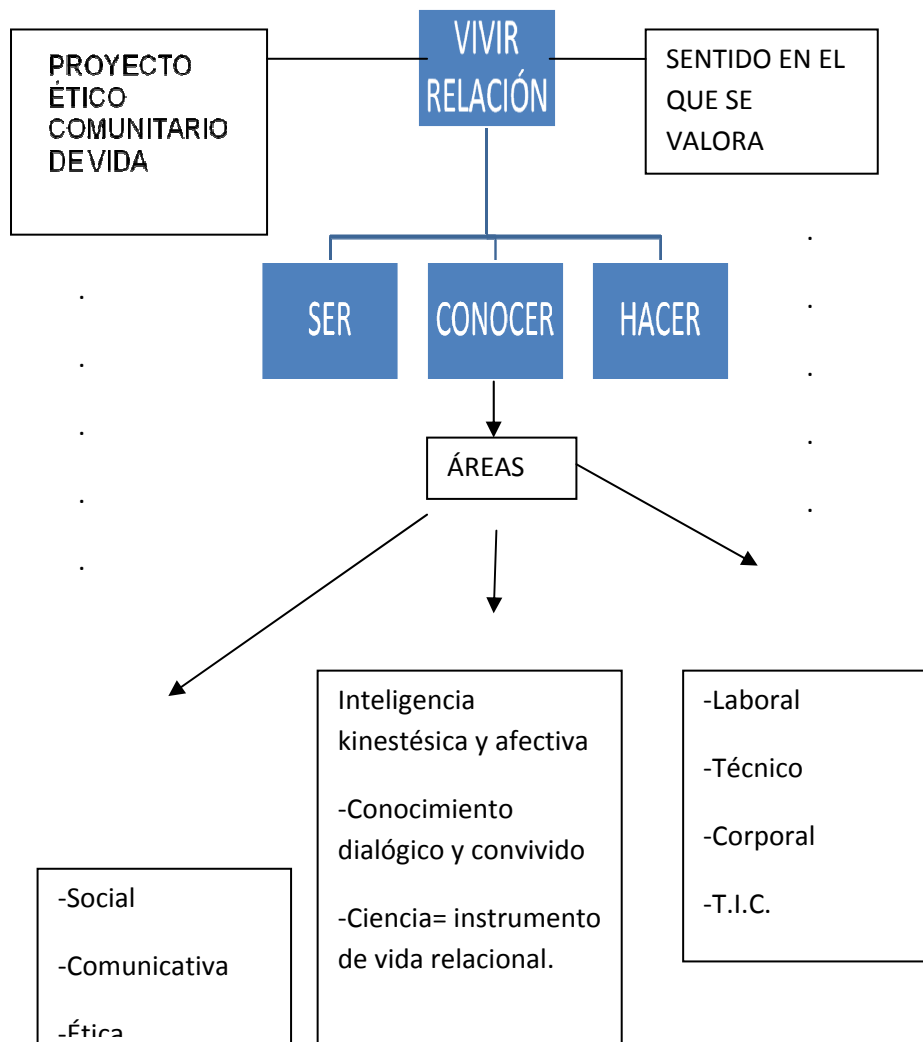 PROYECTO
ÉTICO
COMUNITARIO
DE VIDA
VIVIR
RELACIÓN
SENTIDO EN EL
QUE SE
VALORA
SER
CONOCER
HACER
ÁREAS
-Social
-Comunicativa
-Ética
Inteligencia
kinestésica y afectiva
-Conocimiento
dialógico y convivido
-Ciencia= instrumento
de vida relacional.
-Laboral
-Técnico
-Corporal
-T.I.C.